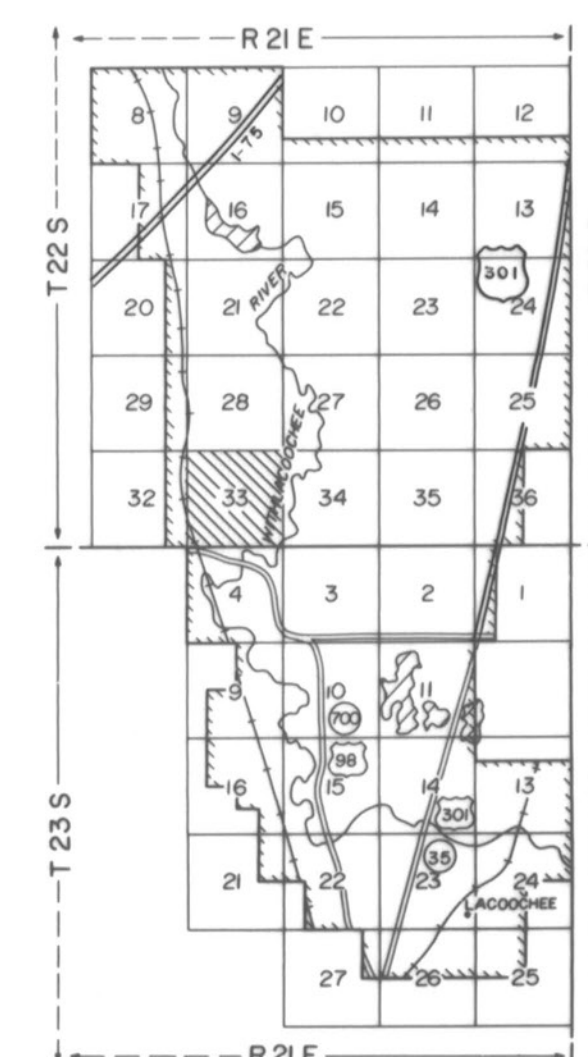 R 21 E
8 9 10 11 12
I-75
17 16 15 14 13
T 22 S
301
20 21 RIVER 22 23 24
29 28 27 26 25
WITHLACOOCHEE
32 33 34 35 36
4 3 2 1
9 10 11
700
98
16 15 14 13
301
T 23 S
35
21 22 23 24
LACOOCHEE
27 26 25
R 21 E